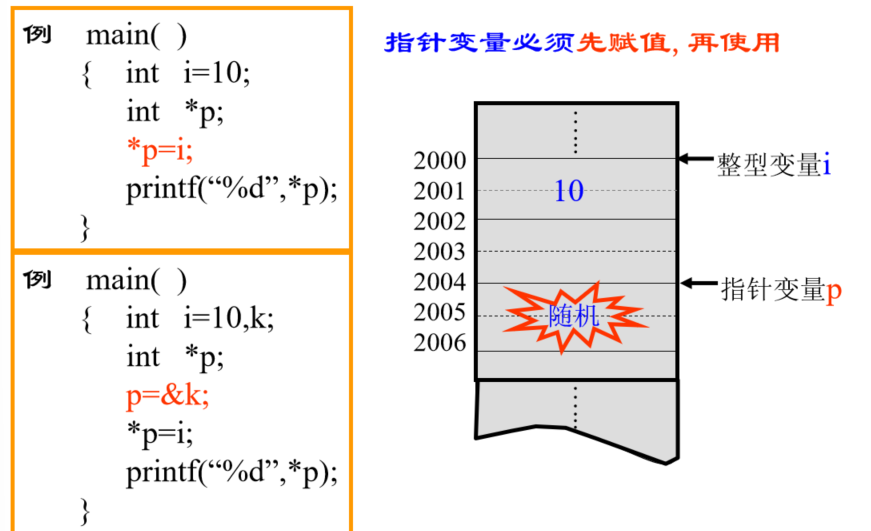 例 main( )
{ int i=10;
int *p;
*p=i;
printf(“%d”,*p);
}
例 main( )
{ int i=10,k;
int *p;
p=&k;
*p=i;
printf(“%d”,*p);
}
指针变量必须先赋值, 再使用
2000
2001
2002
2003
2004
2005
2006
10
随机
整型变量i
指针变量p